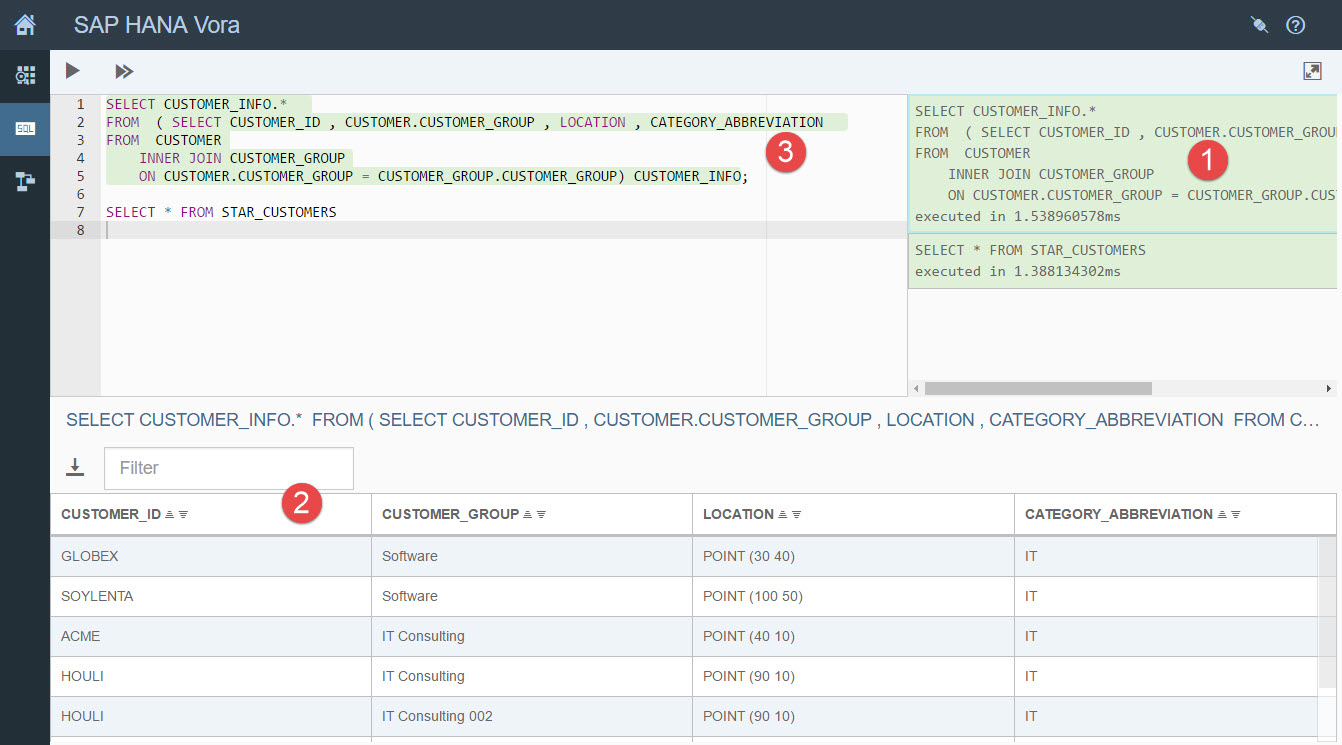 SAP HANA Vora
SQL
1 SELECT CUSTOMER_INFO.*
2 FROM ( SELECT CUSTOMER_ID , CUSTOMER.CUSTOMER_GROUP , LOCATION , CATEGORY_ABBREVIATION
3 FROM CUSTOMER
4 INNER JOIN CUSTOMER_GROUP
5 ON CUSTOMER.CUSTOMER_GROUP = CUSTOMER_GROUP.CUSTOMER_GROUP) CUSTOMER_INFO;
6
7 SELECT * FROM STAR_CUSTOMERS
8
3
SELECT CUSTOMER_INFO.*
FROM ( SELECT CUSTOMER_ID , CUSTOMER.CUSTOMER_GROU
FROM CUSTOMER
INNER JOIN CUSTOMER_GROUP
ON CUSTOMER.CUSTOMER_GROUP = CUSTOMER_GROUP.CUS
executed in 1.538960578ms
1
SELECT * FROM STAR_CUSTOMERS
executed in 1.388134302ms
SELECT CUSTOMER_INFO.* FROM ( SELECT CUSTOMER_ID , CUSTOMER.CUSTOMER_GROUP , LOCATION , CATEGORY_ABBREVIATION FROM C...
Filter
2
CUSTOMER_ID CUSTOMER_GROUP LOCATION CATEGORY_ABBREVIATION
GLOBEX Software POINT (30 40) IT
SOYLENTA Software POINT (100 50) IT
ACME IT Consulting POINT (40 10) IT
HOULI IT Consulting POINT (90 10) IT
HOULI IT Consulting 002 POINT (90 10) IT